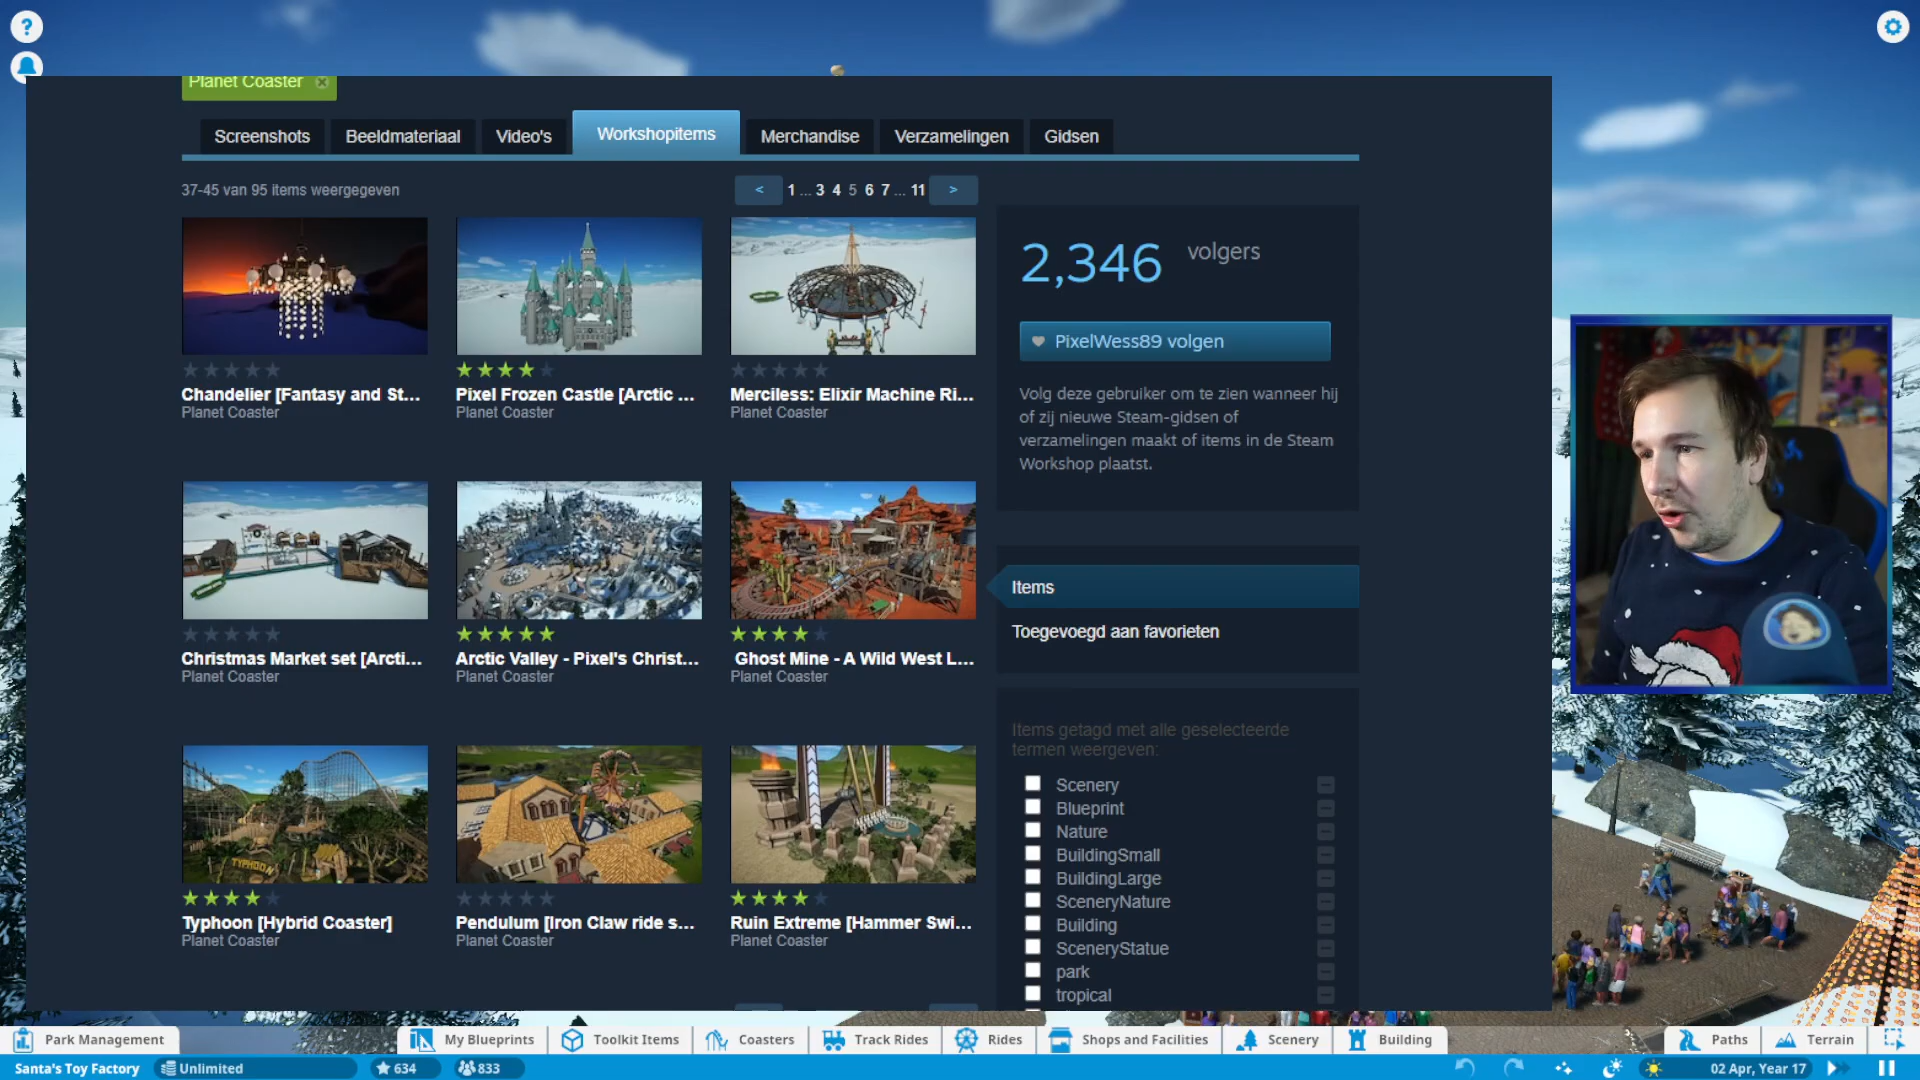 ?
Planet Coaster
Screenshots
Beeldmateriaal
Video's
Workshopitems
Merchandise
Verzamelingen
Gidsen
37-45 van 95 items weergegeven
< 1 ... 3 4 5 6 7 ... 11 >
Chandelier [Fantasy and St...
Planet Coaster
Pixel Frozen Castle [Arctic ...
Planet Coaster
Merciless: Elixir Machine Ri...
Planet Coaster
Christmas Market set [Arcti...
Planet Coaster
Arctic Valley - Pixel's Christ...
Planet Coaster
Ghost Mine - A Wild West L...
Planet Coaster
TYPHOON
Typhoon [Hybrid Coaster]
Planet Coaster
Pendulum [Iron Claw ride s...
Planet Coaster
Ruin Extreme [Hammer Swi...
Planet Coaster
2,346 volgers
PixelWess89 volgen
Volg deze gebruiker om te zien wanneer hij
of zij nieuwe Steam-gidsen of
verzamelingen maakt of items in de Steam
Workshop plaatst.
Items
Toegevoegd aan favorieten
Items getagd met alle geselecteerde
termen weergeven:
Scenery
Blueprint
Nature
BuildingSmall
BuildingLarge
SceneryNature
Building
SceneryStatue
park
tropical
Park Management
My Blueprints
Toolkit Items
Coasters
Track Rides
Rides
Shops and Facilities
Scenery
Building
Paths
Terrain
Santa's Toy Factory
Unlimited
634
833
02 Apr, Year 17